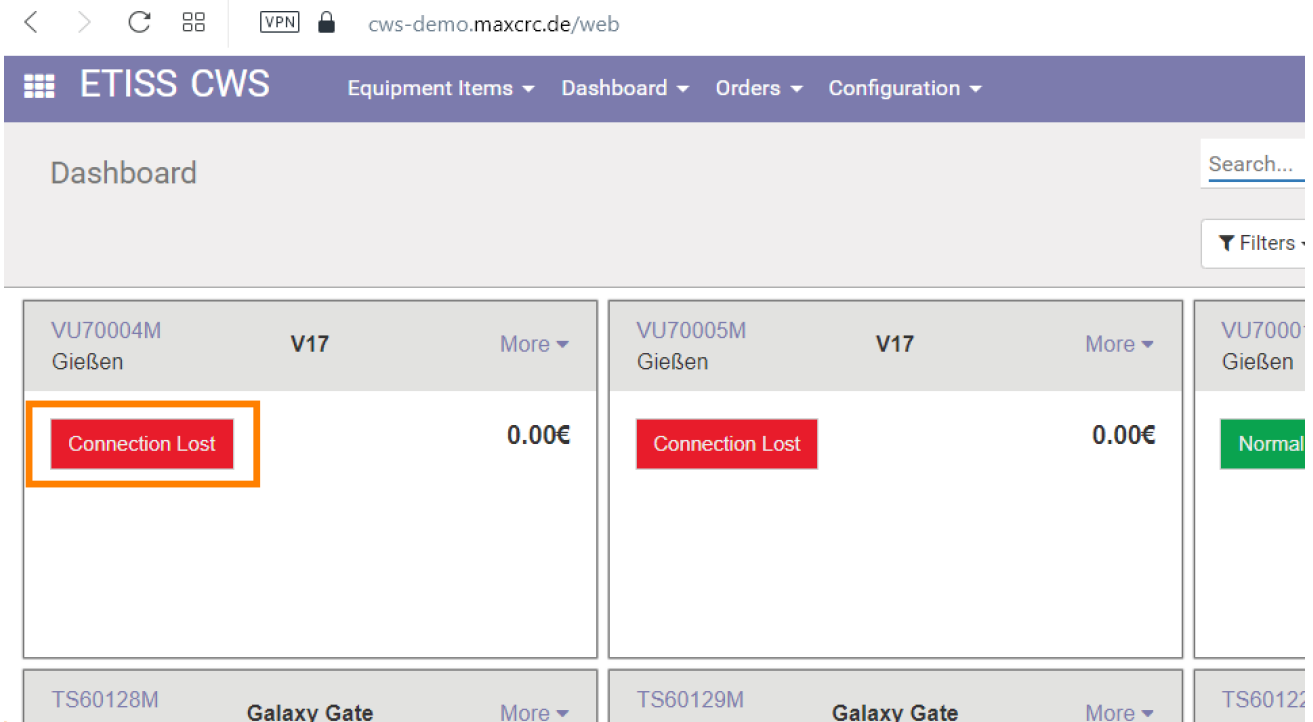 VPN cws-demo.maxcrc.de/web
ETISS CWS Equipment Items Dashboard Orders Configuration
Dashboard
Search...
Filters
VU70004M
Gießen
V17
More
Connection Lost
0.00€
VU70005M
Gießen
V17
More
Connection Lost
0.00€
Gießen
Normal
TS60128M
Galaxy Gate
More
TS60129M
Galaxy Gate
More